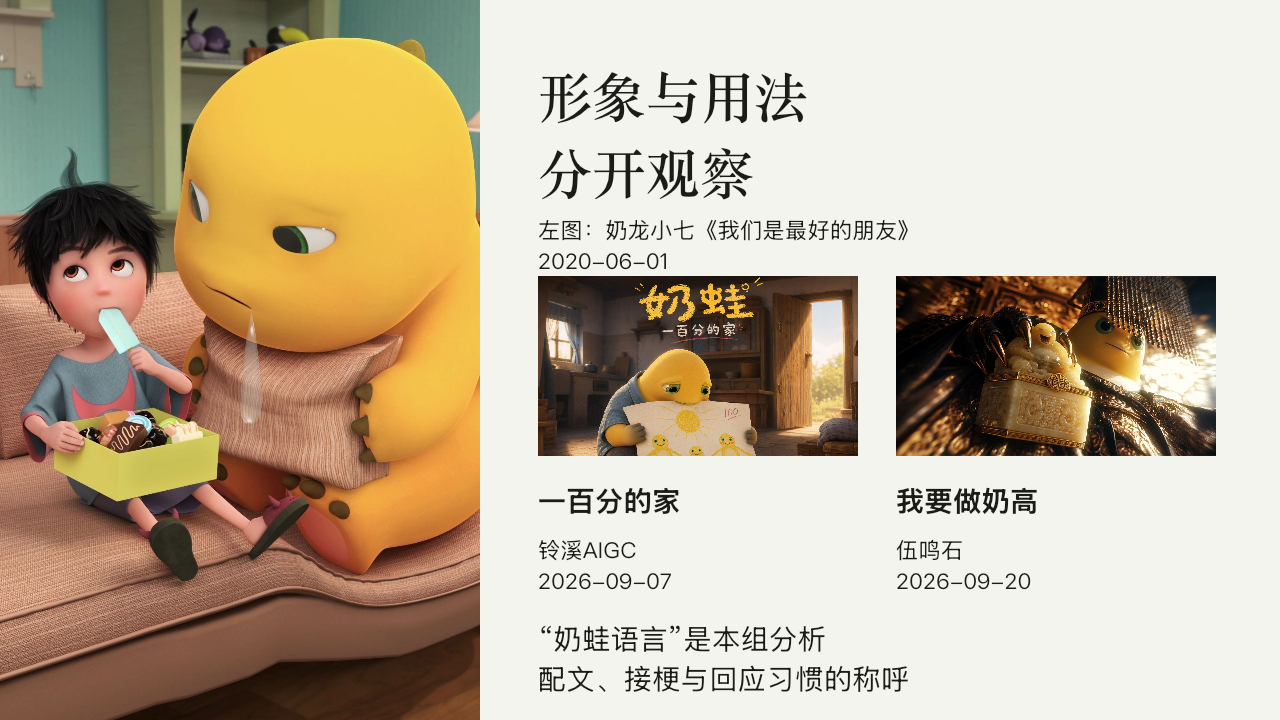 形象与用法
分开观察
左图：奶龙小七《我们是最好的朋友》
2020–06–01
奶蛙
一百分的家
100
一百分的家
铃溪AIGC
2026–09–07
我要做奶高
伍鸣石
2026–09–20
“奶蛙语言”是本组分析
配文、接梗与回应习惯的称呼